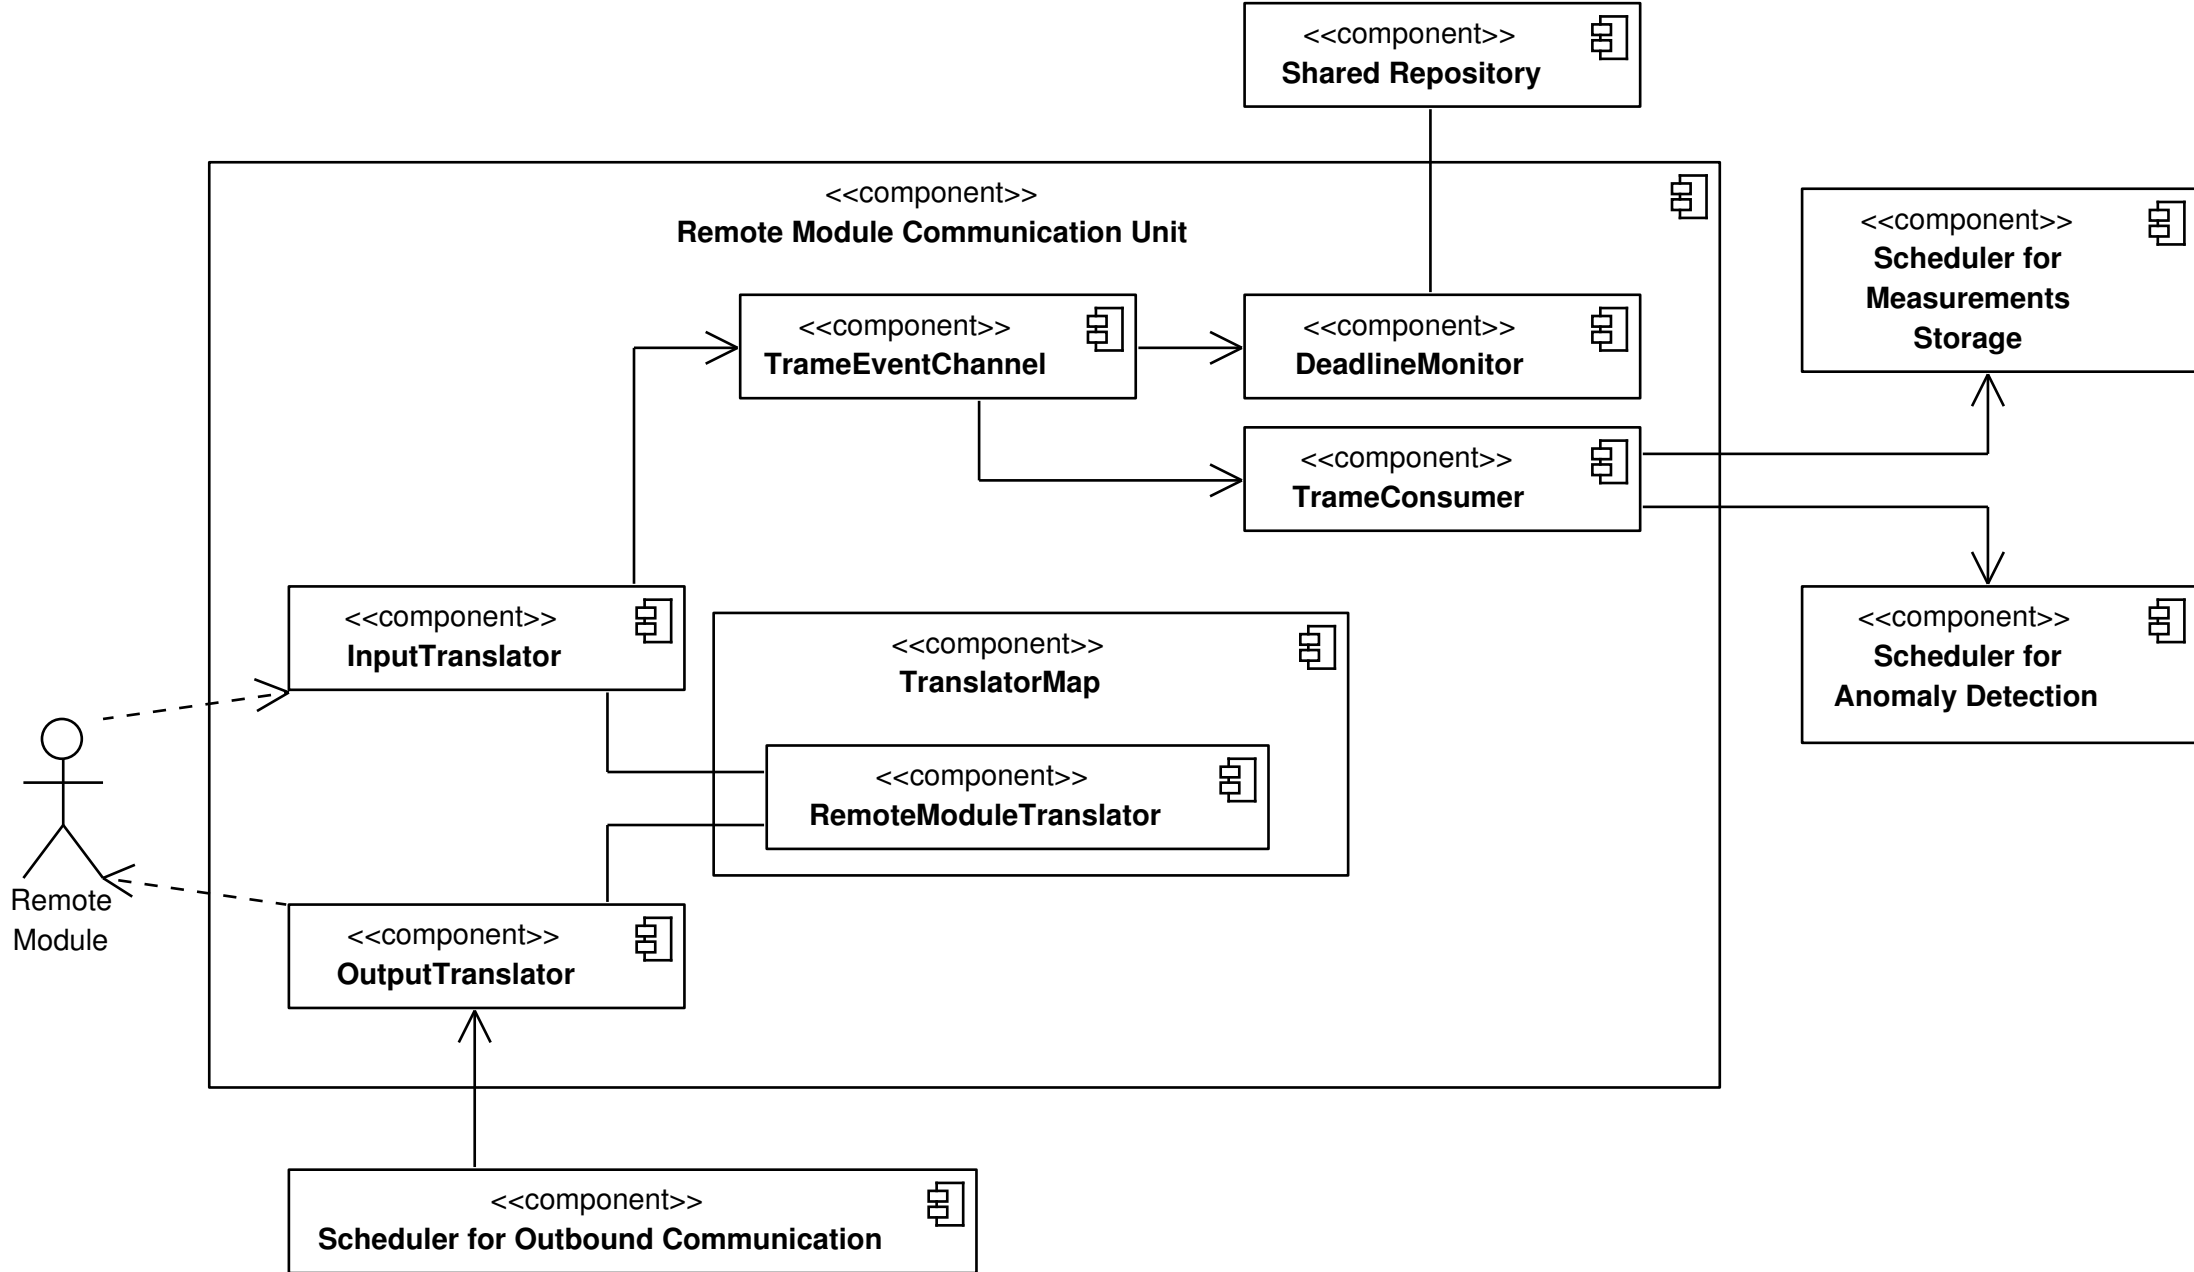 <<component>>
Shared Repository
<<component>>
Remote Module Communication Unit
<<component>>
Scheduler for
Measurements
Storage
<<component>>
TrameEventChannel
<<component>>
DeadlineMonitor
<<component>>
TrameConsumer
<<component>>
InputTranslator
<<component>>
TranslatorMap
<<component>>
Scheduler for
Anomaly Detection
<<component>>
RemoteModuleTranslator
Remote
Module
<<component>>
OutputTranslator
<<component>>
Scheduler for Outbound Communication